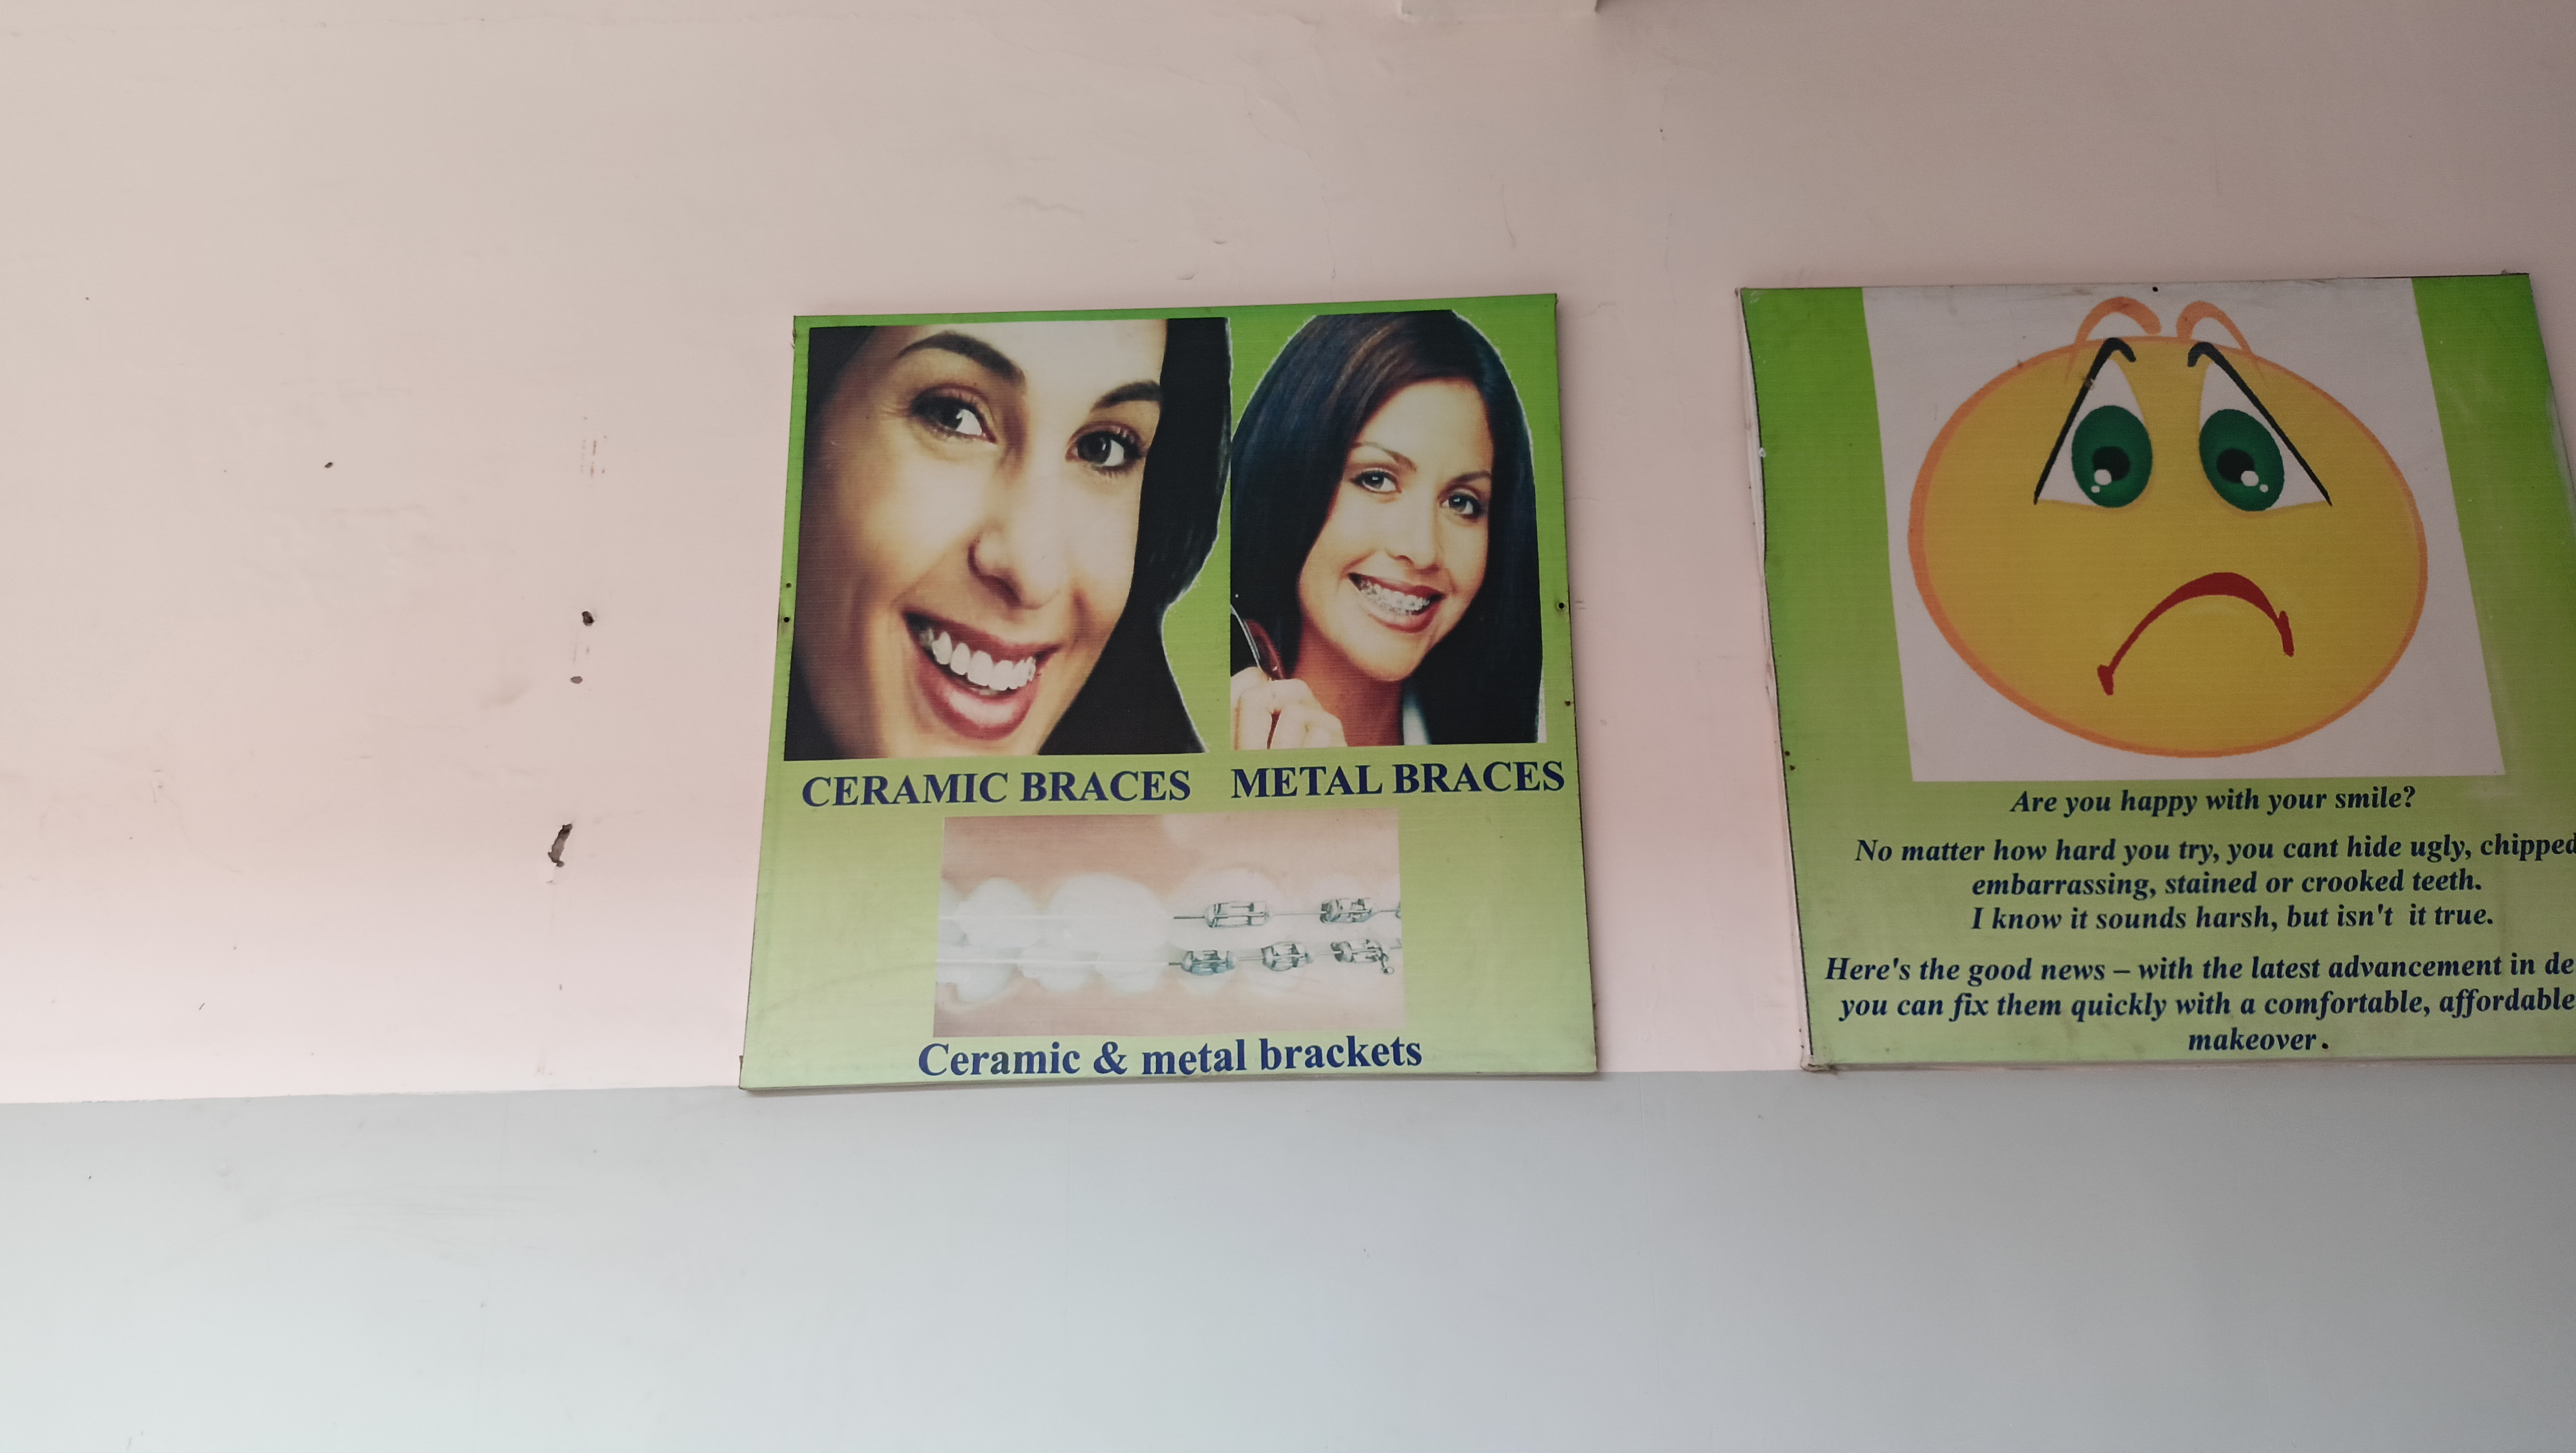 CERAMIC BRACES METAL BRACES
Ceramic & metal brackets
Are you happy with your smile?
No matter how hard you try, you cant hide ugly, chipped
embarrassing, stained or crooked teeth.
I know it sounds harsh, but isn't it true.
Here's the good news – with the latest advancement in
you can fix them quickly with a comfortable, affordable
makeover.